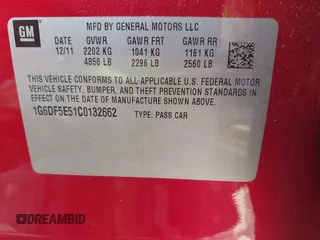 GM
MFD BY GENERAL MOTORS LLC
DATE GVWR GAWR FRT GAWR RR
12/11 2202 KG 1041 KG 1161 KG
4856 LB 2296 LB 2560 LB
THIS VEHICLE CONFORMS TO ALL APPLICABLE U.S. FEDERAL MOTOR
VEHICLE SAFETY, BUMPER, AND THEFT PREVENTION STANDARDS IN EFFECT
ON THE DATE OF MANUFACTURE SHOWN ABOVE.
1G6DF5E51C0132662 TYPE: PASS CAR
DREAMBID